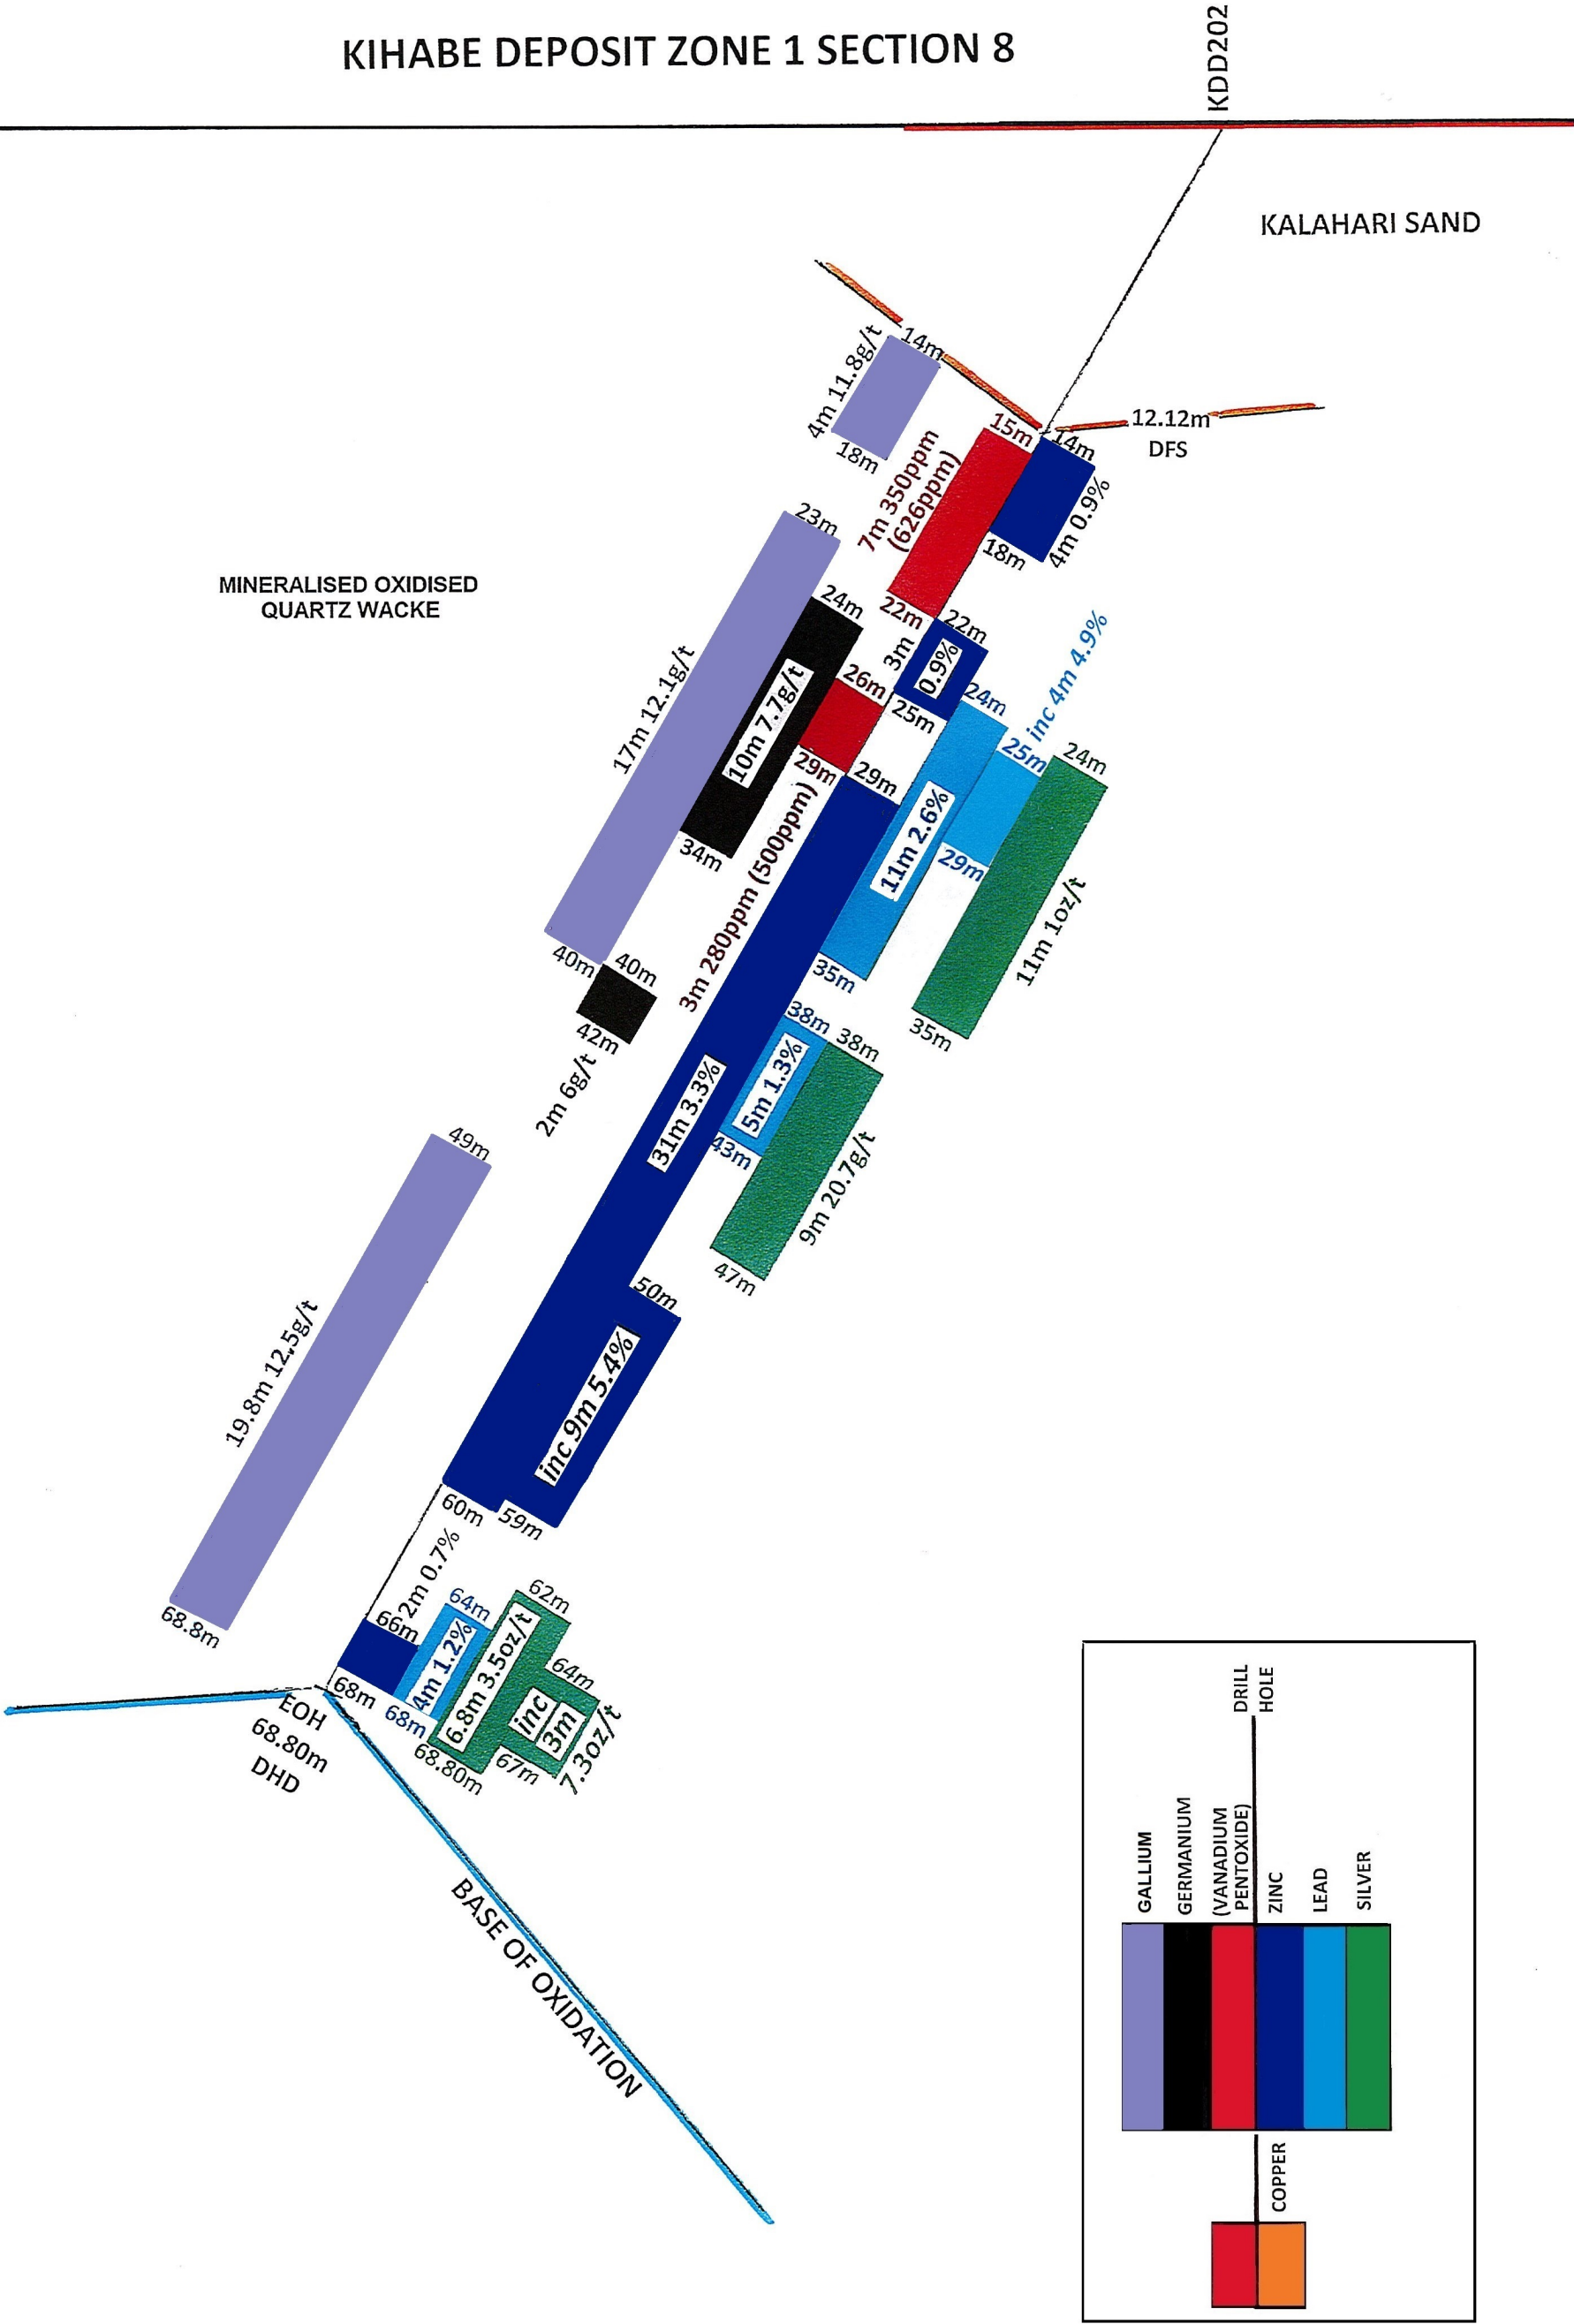 KIHABE DEPOSIT ZONE 1 SECTION 8
KDD202
KALAHARI SAND
14m
4m 11.8g/t
18m
12.12m
DFS
15m
14m
7m 350ppm
(626ppm)
18m
4m 0.9%
22m
22m
3m
0.9%
25m
MINERALISED OXIDISED
QUARTZ WACKE
23m
17m 12.1g/t
40m
24m
10m 7.7g/t
34m
26m
29m
3m 280ppm (500ppm)
24m
11m 2.6%
35m
inc 4m 4.9%
25m
29m
24m
11m 1oz/t
35m
29m
31m 3.3%
60m
40m
42m
2m 6g/t
38m
5m 1.3%
43m
38m
9m 20.7g/t
47m
50m
inc 9m 5.4%
59m
49m
19.8m 12.5g/t
68.8m
2m 0.7%
66m
68m
64m
4m 1.2%
68m
62m
6.8m 3.5oz/t
68.80m
64m
inc
3m
7.3oz/t
67m
EOH
68.80m
DHD
BASE OF OXIDATION
DRILL
HOLE
GALLIUM
GERMANIUM
(VANADIUM
PENTOXIDE)
ZINC
LEAD
SILVER
COPPER